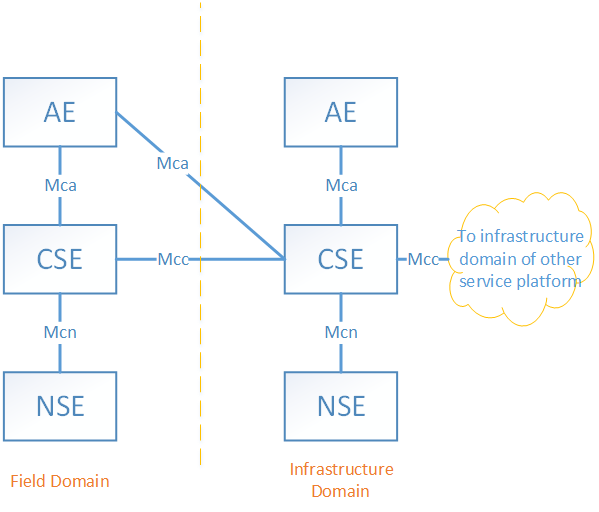 AE
AE
Mca
Mca
Mca
CSE
Mcc
CSE
Mcc
To infrastructure
domain of other
service platform
Mcn
Mcn
NSE
NSE
Field Domain
Infrastructure
Domain